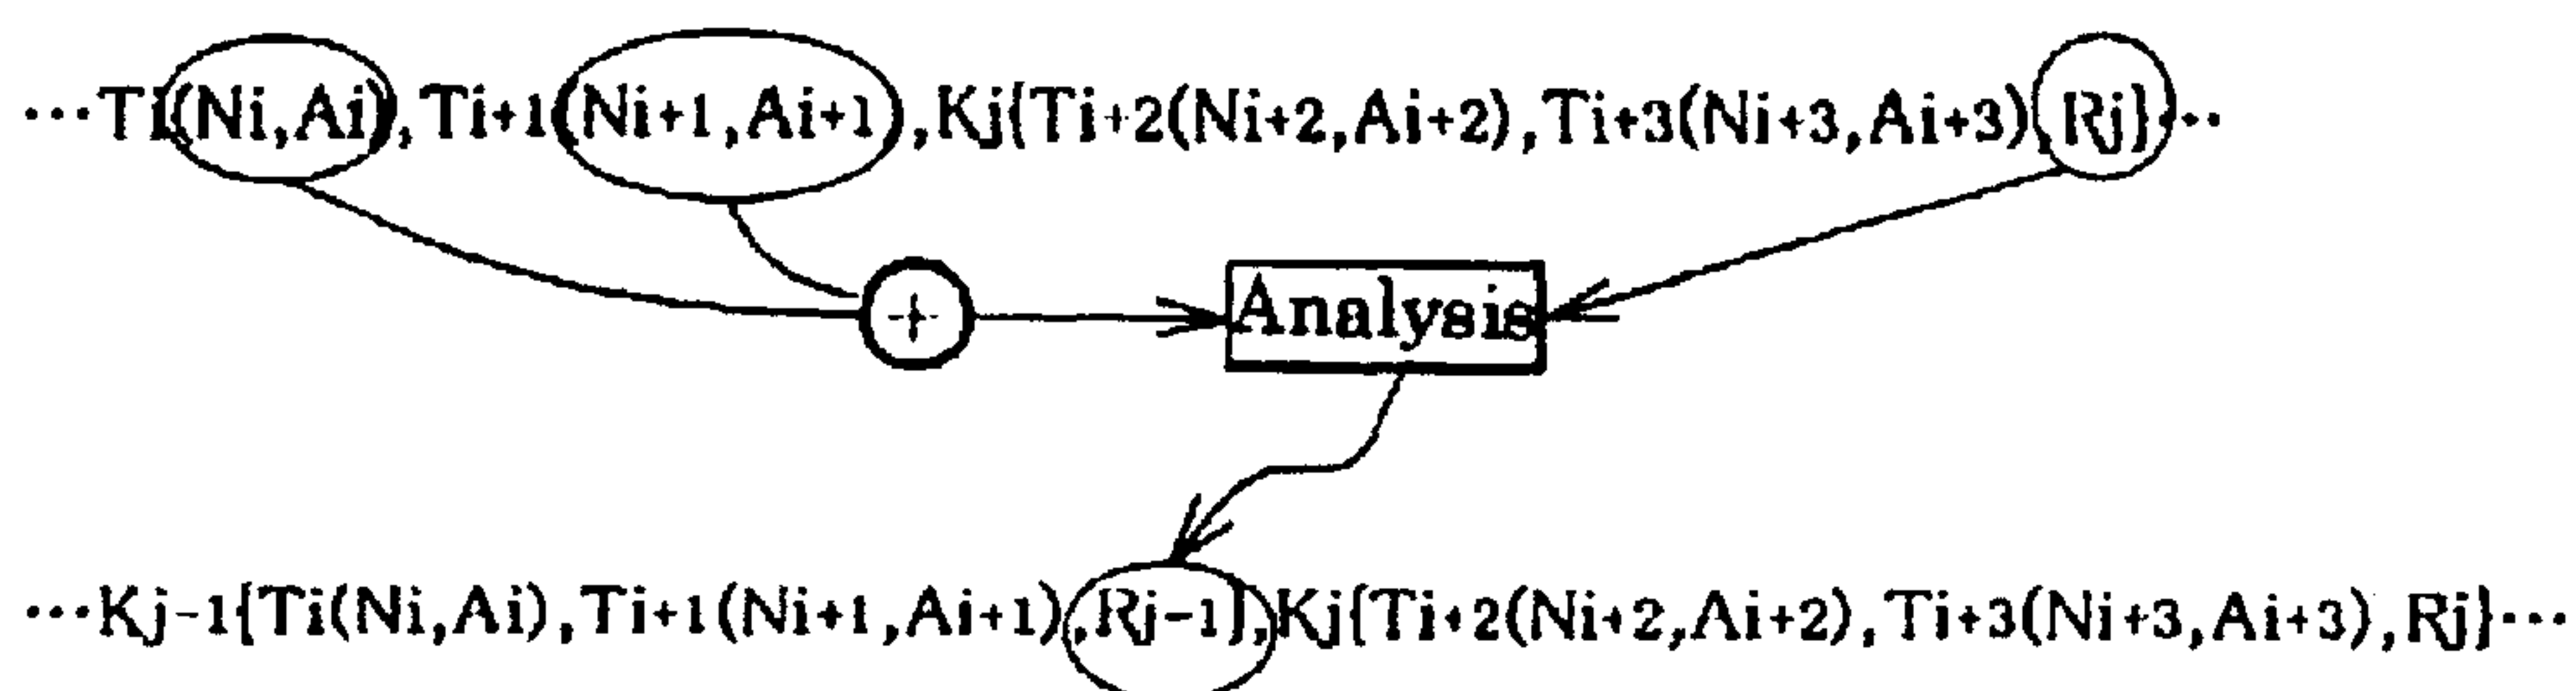 ···Ti(Ni,Ai),Ti+1(Ni+1,Ai+1),Kj{Ti+2(Ni+2,Ai+2),Ti+3(Ni+3,Ai+3),Rj}···
+
Analysis
···Kj-1{Ti(Ni,Ai),Ti+1(Ni+1,Ai+1),Rj-1},Kj{Ti+2(Ni+2,Ai+2),Ti+3(Ni+3,Ai+3),Rj}···